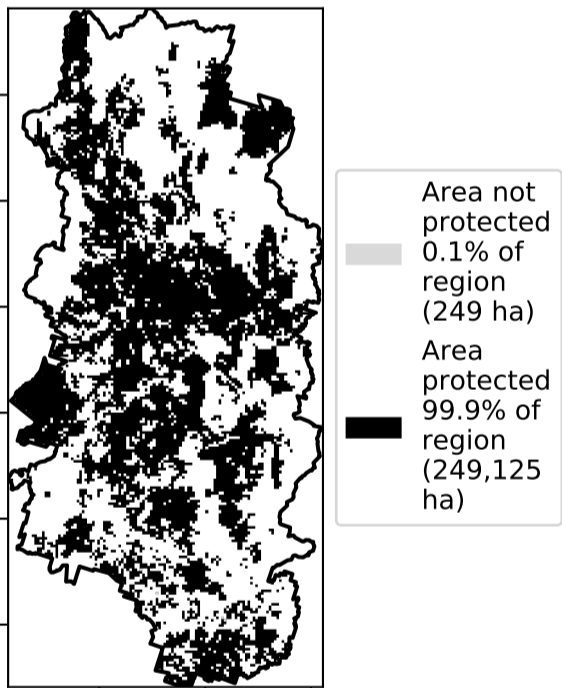 Area not
protected
0.1% of
region
(249 ha)
Area
protected
99.9% of
region
(249,125
ha)